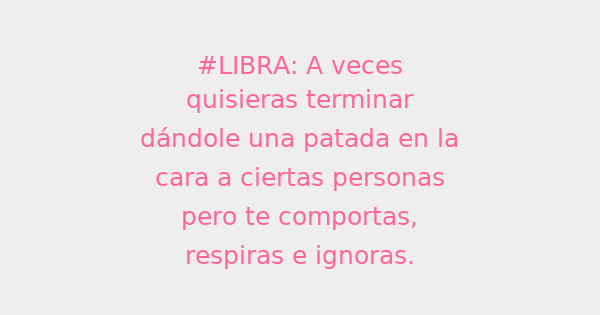 #LIBRA: A veces
quisieras terminar
dándole una patada en la
cara a ciertas personas
pero te comportas,
respiras e ignoras.